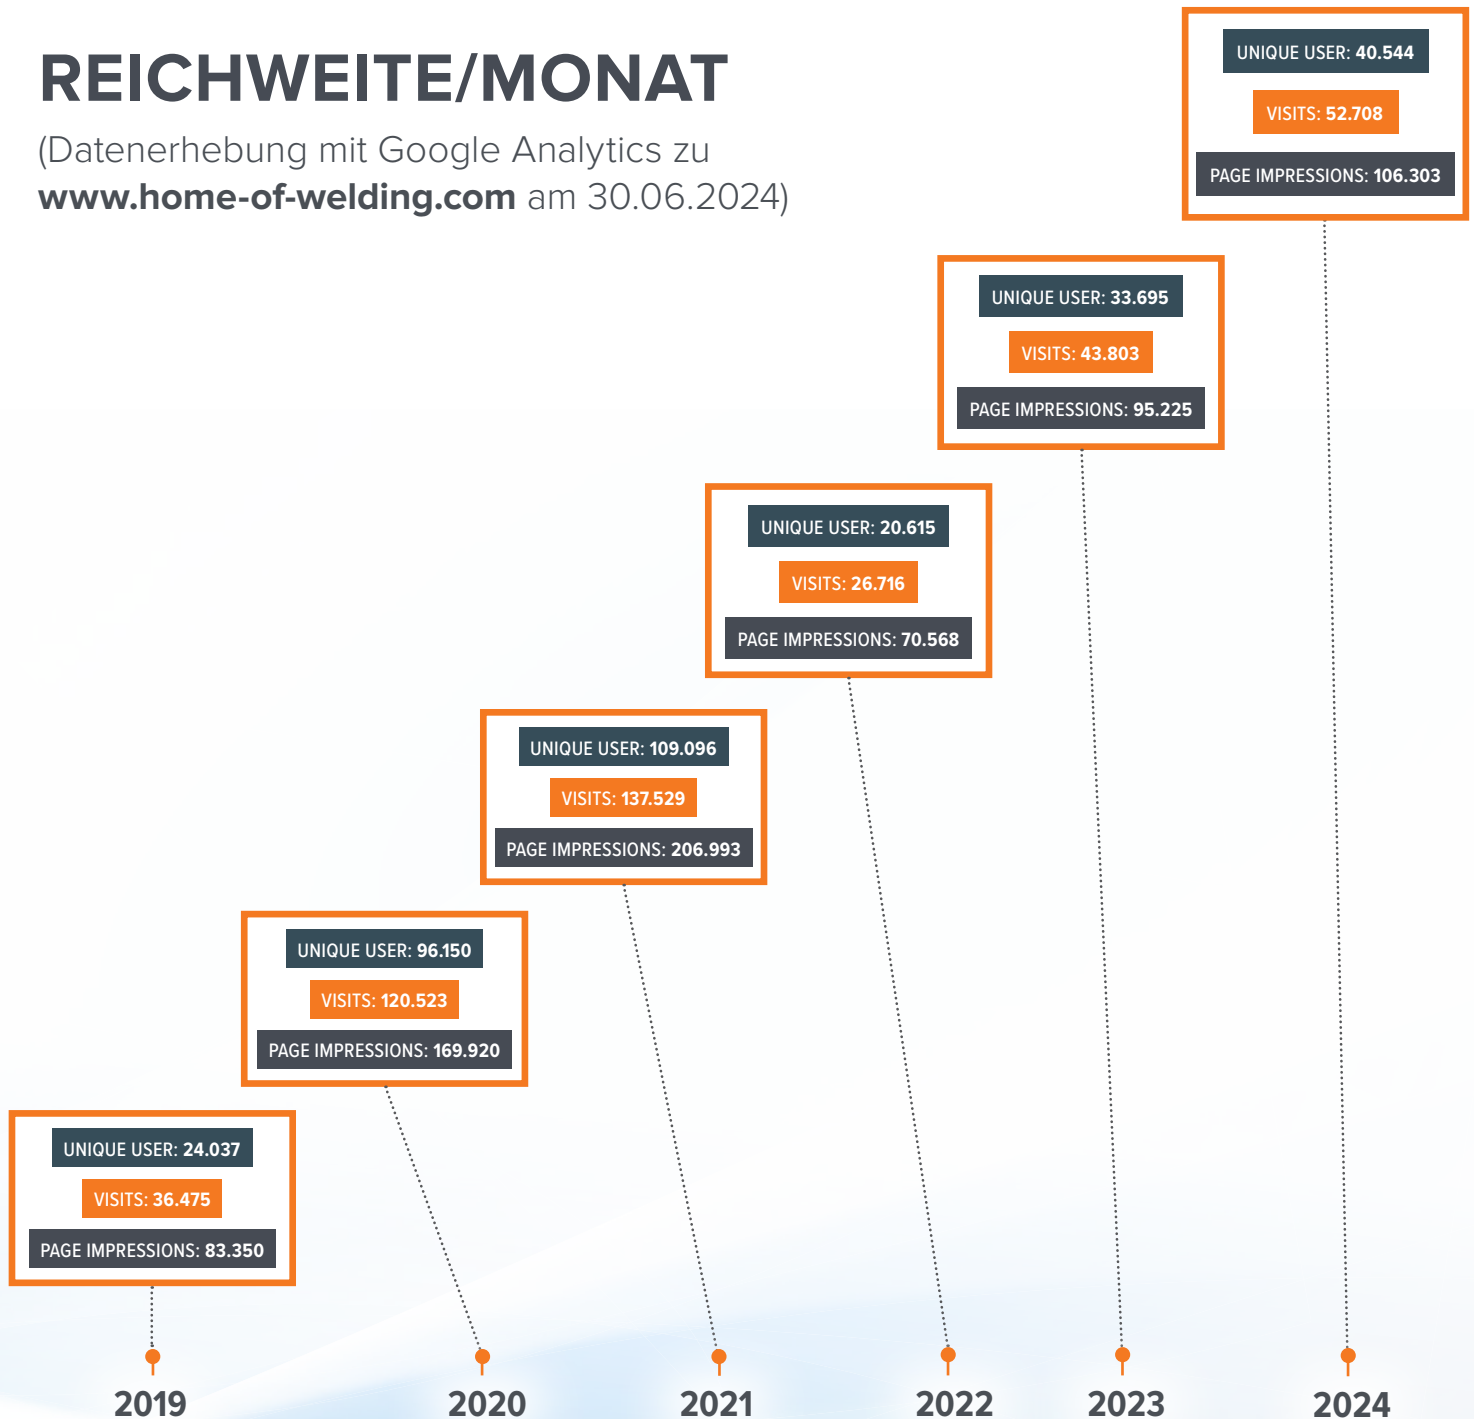 REICHWEITE/MONAT
(Datenerhebung mit Google Analytics zu
www.home-of-welding.com am 30.06.2024)
UNIQUE USER: 40.544
VISITS: 52.708
PAGE IMPRESSIONS: 106.303
UNIQUE USER: 33.695
VISITS: 43.803
PAGE IMPRESSIONS: 95.225
UNIQUE USER: 20.615
VISITS: 26.716
PAGE IMPRESSIONS: 70.568
UNIQUE USER: 109.096
VISITS: 137.529
PAGE IMPRESSIONS: 206.993
UNIQUE USER: 96.150
VISITS: 120.523
PAGE IMPRESSIONS: 169.920
UNIQUE USER: 24.037
VISITS: 36.475
PAGE IMPRESSIONS: 83.350
2019 2020 2021 2022 2023 2024